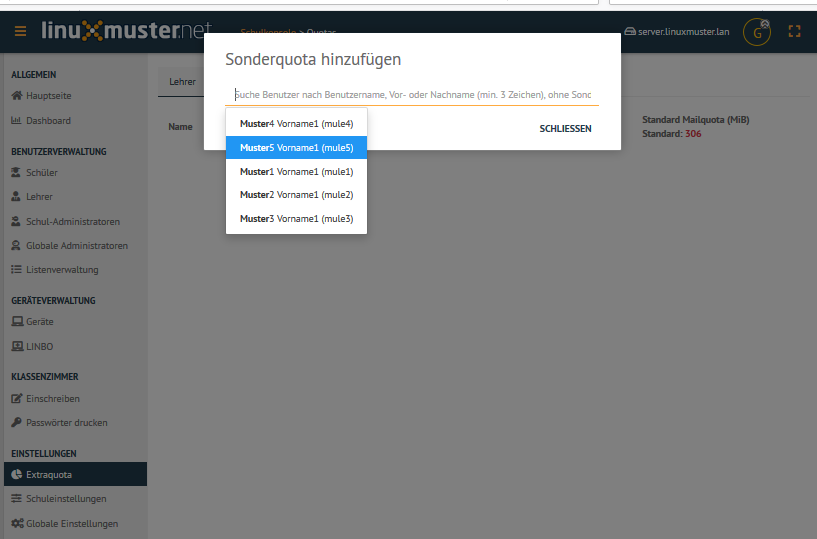 linuxmuster.net
Schulkonsole > Quotas
server.linuxmuster.lan
G
ALLGEMEIN
Hauptseite
Dashboard
BENUTZERVERWALTUNG
Schüler
Lehrer
Schul-Administratoren
Globale Administratoren
Listenverwaltung
GERÄTEVERWALTUNG
Geräte
LINBO
KLASSENZIMMER
Einschreiben
Passwörter drucken
EINSTELLUNGEN
Extraquota
Schuleinstellungen
Globale Einstellungen
Lehrer
Name
Standard Mailquota (MiB)
Standard: 306
Sonderquota hinzufügen
Suche Benutzer nach Benutzername, Vor- oder Nachname (min. 3 Zeichen), ohne Sond
Muster4 Vorname1 (mule4)
Muster5 Vorname1 (mule5)
Muster1 Vorname1 (mule1)
Muster2 Vorname1 (mule2)
Muster3 Vorname1 (mule3)
SCHLIESSEN